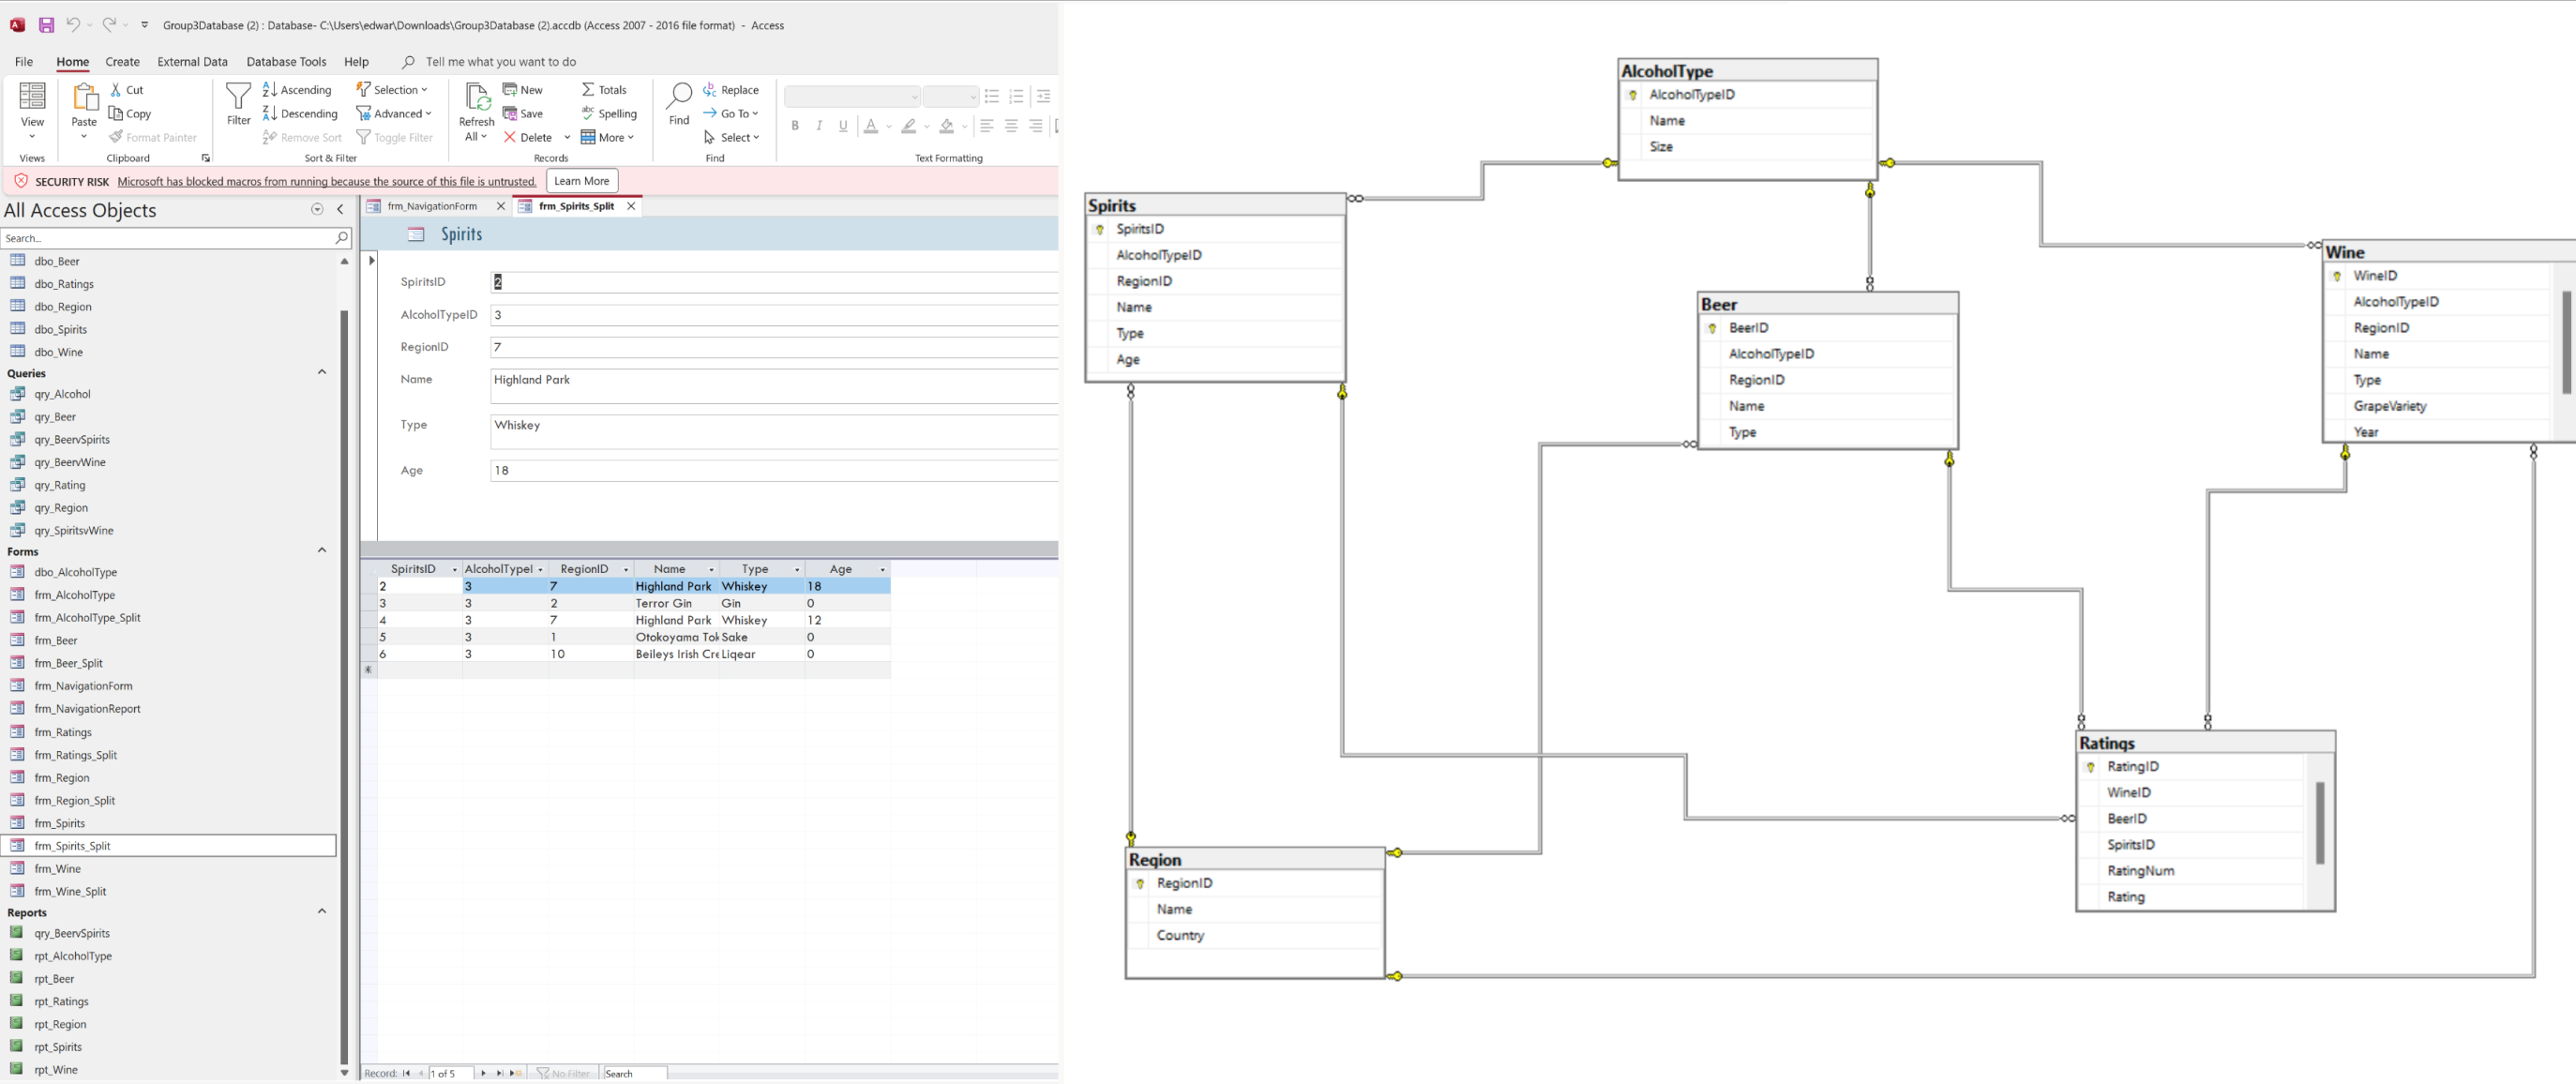 Group3Database (2) : Database- C:\Users\edwar\Downloads\Group3Database (2).accdb (Access 2007 - 2016 file format) - Access
File Home Create External Data Database Tools Help Tell me what you want to do
View
Views
Paste
Cut
Copy
Format Painter
Clipboard
Filter
Ascending
Descending
Remove Sort
Selection
Advanced
Toggle Filter
Sort & Filter
Refresh
All
New
Save
Delete
Totals
Spelling
More
Records
Find
Replace
Go To
Select
Find
B I U A
Text Formatting
SECURITY RISK Microsoft has blocked macros from running because the source of this file is untrusted. Learn More
All Access Objects
Search...
dbo_Beer
dbo_Ratings
dbo_Region
dbo_Spirits
dbo_Wine
Queries
qry_Alcohol
qry_Beer
qry_BeervSpirits
qry_BeervWine
qry_Rating
qry_Region
qry_SpiritsvWine
Forms
dbo_AlcoholType
frm_AlcoholType
frm_AlcoholType_Split
frm_Beer
frm_Beer_Split
frm_NavigationForm
frm_NavigationReport
frm_Ratings
frm_Ratings_Split
frm_Region
frm_Region_Split
frm_Spirits
frm_Spirits_Split
frm_Wine
frm_Wine_Split
Reports
qry_BeervSpirits
rpt_AlcoholType
rpt_Beer
rpt_Ratings
rpt_Region
rpt_Spirits
rpt_Wine
frm_NavigationForm frm_Spirits_Split
Spirits
SpiritsID 2
AlcoholTypeID 3
RegionID 7
Name Highland Park
Type Whiskey
Age 18
SpiritsID AlcoholTypeI RegionID Name Type Age
2 3 7 Highland Park Whiskey 18
3 3 2 Terror Gin Gin 0
4 3 7 Highland Park Whiskey 12
5 3 1 Otokoyama Tok Sake 0
6 3 10 Beileys Irish Cre Liqear 0
Record: 1 of 5 No Filter Search
AlcoholType
AlcoholTypeID
Name
Size
Spirits
SpiritsID
AlcoholTypeID
RegionID
Name
Type
Age
Beer
BeerID
AlcoholTypeID
RegionID
Name
Type
Wine
WineID
AlcoholTypeID
RegionID
Name
Type
GrapeVariety
Year
Ratings
RatingID
WineID
BeerID
SpiritsID
RatingNum
Rating
Region
RegionID
Name
Country